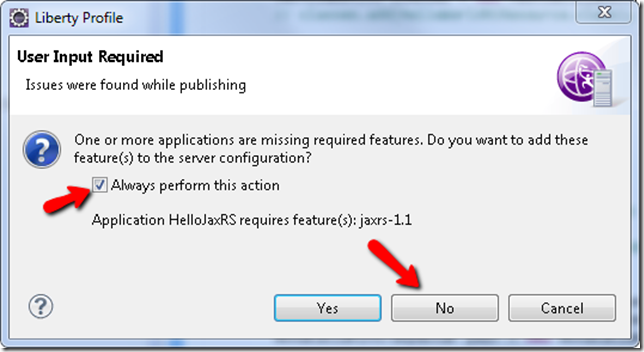 Liberty Profile
User Input Required
Issues were found while publishing
One or more applications are missing required features. Do you want to add these
feature(s) to the server configuration?
Always perform this action
Application HelloJaxRS requires feature(s): jaxrs-1.1
Yes
No
Cancel